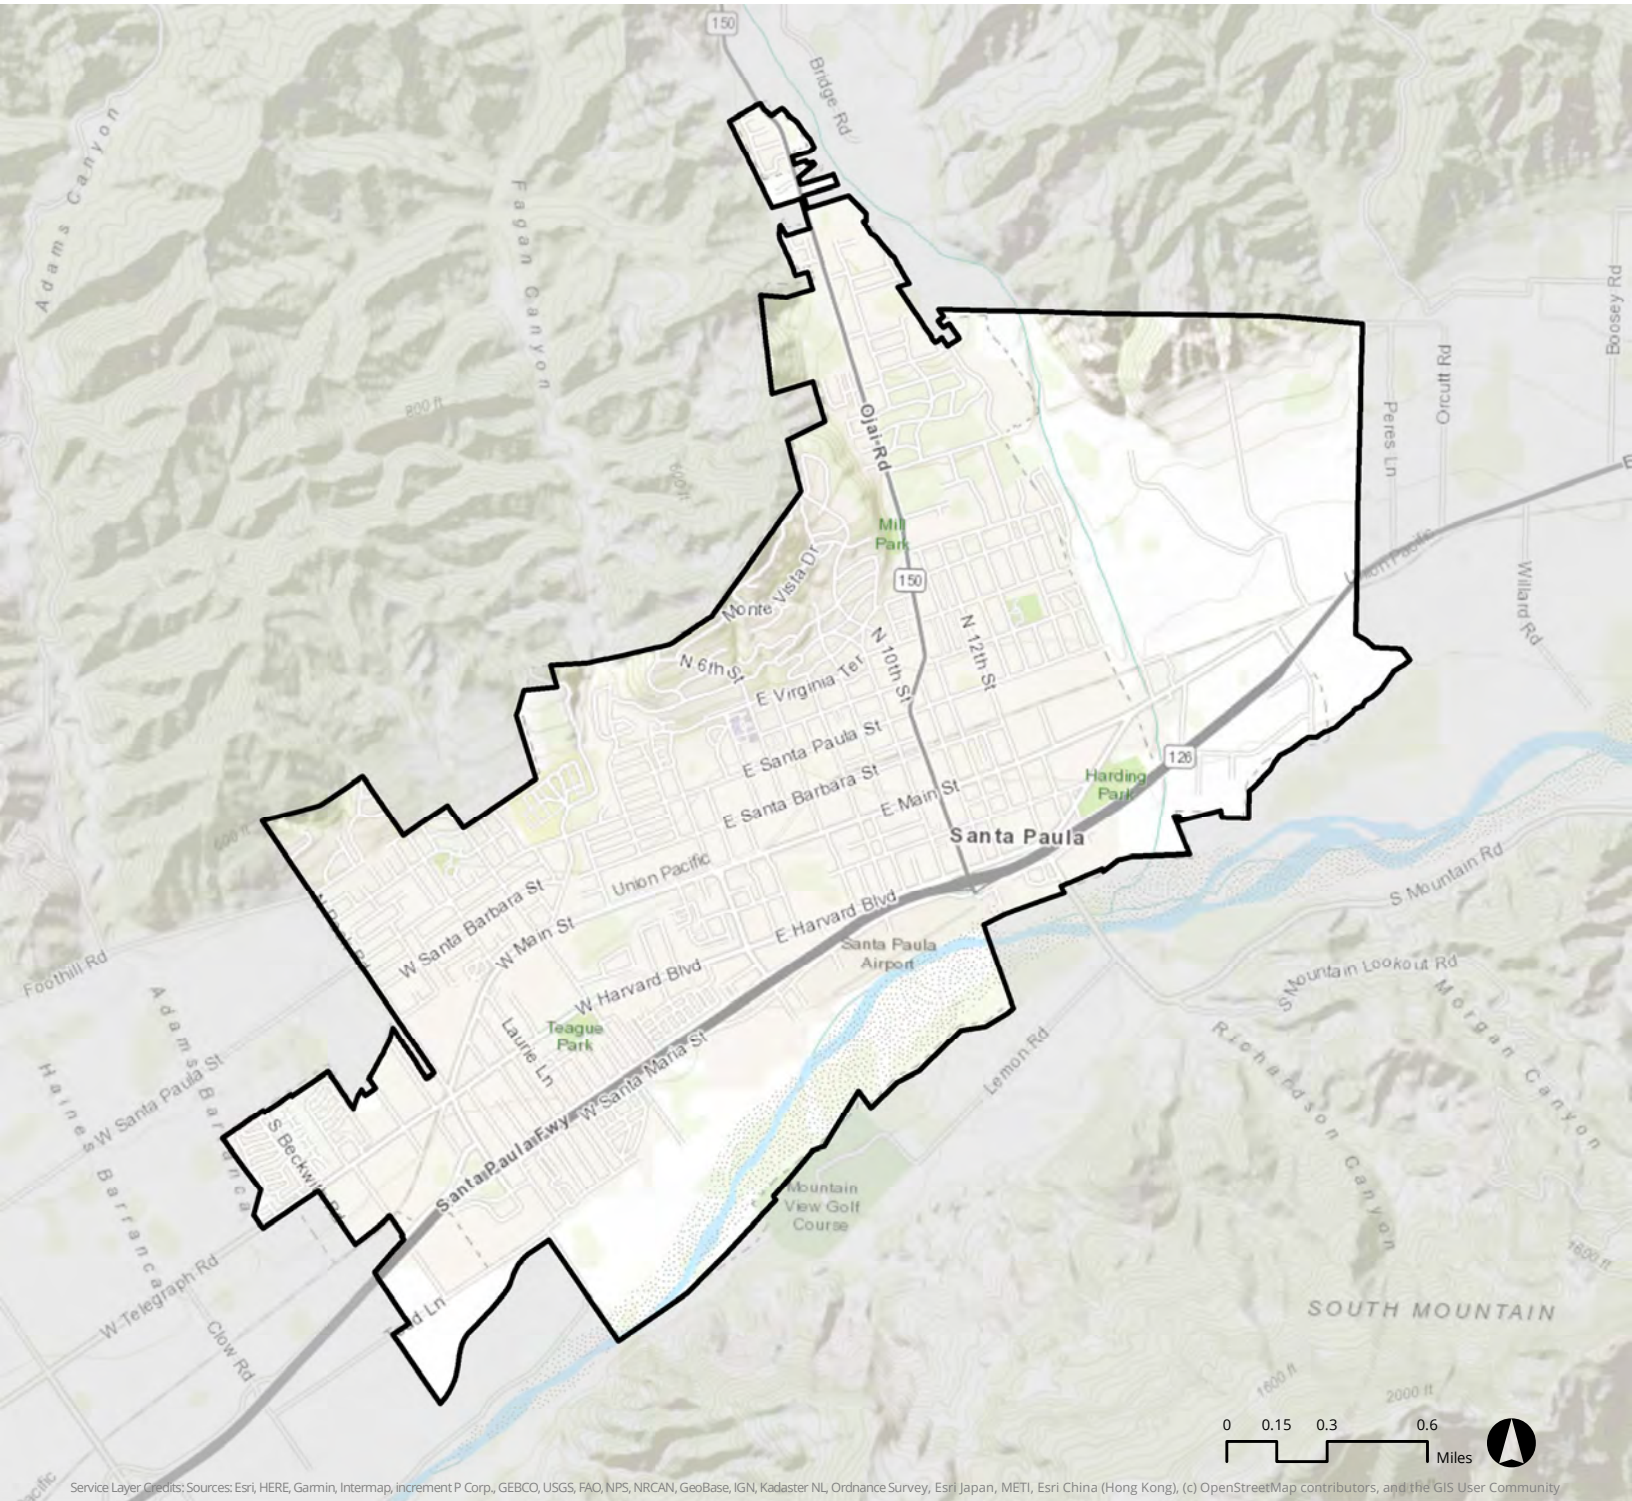 150
Bridge Rd
Adams Canyon
Fagan Canyon
Boosey Rd
Orcutt Rd
Peres Ln
800 ft
Ojai Rd
600 ft
Mill
Park
150
Union Pacific
Willard Rd
Monte Vista Dr
N 6th St
N 10th St
N 12th St
E Virginia Ter
E Santa Paula St
E Santa Barbara St
E Main St
126
Harding
Park
Santa Paula
600 ft
Union Pacific
S Mountain Rd
W Santa Barbara St
W Main St
E Harvard Blvd
Santa Paula
Airport
Foothill Rd
W Harvard Blvd
S Mountain Lookout Rd
Morgan Canyon
Richardson Canyon
Adams Barranca
Haines Barranca
Teague
Park
Laurie Ln
W Santa Maria St
Lemon Rd
W Santa Paula St
S Beckwith Rd
Santa Paula Fwy
Mountain
View Golf
Course
W Telegraph Rd
Clow Rd
1600 ft
SOUTH MOUNTAIN
1600 ft
2000 ft
0 0.15 0.3 0.6
Miles
Service Layer Credits: Sources: Esri, HERE, Garmin, Intermap, increment P Corp., GEBCO, USGS, FAO, NPS, NRCAN, GeoBase, IGN, Kadaster NL, Ordnance Survey, Esri Japan, METI, Esri China (Hong Kong), (c) OpenStreetMap contributors, and the GIS User Community